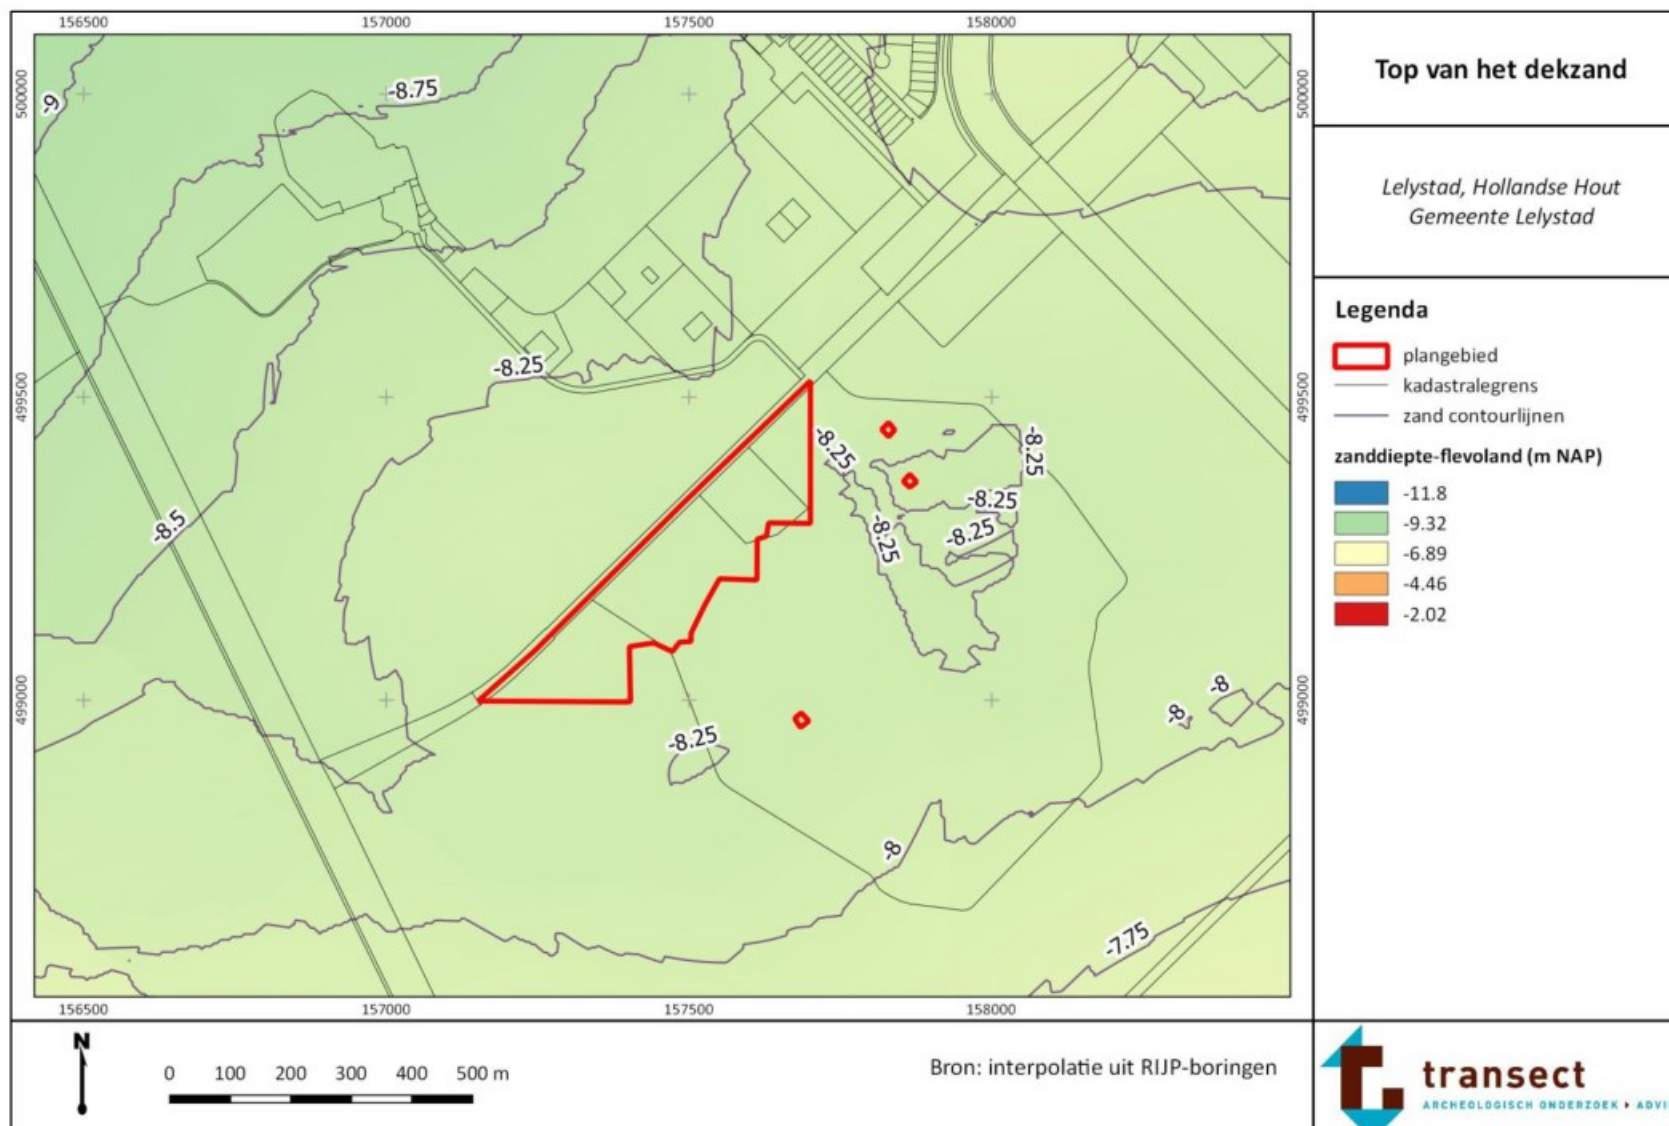 156500
157000
157500
158000
500000
499500
499000
500000
499500
499000
-9
-8.75
-8.25
-8.5
-8.25
-8.25
-8.25
-8.25
-8.25
-8.25
-8
-8
-8
-7.75
156500
157000
157500
158000
N
0 100 200 300 400 500 m
Bron: interpolatie uit RIJP-boringen
Top van het dekzand
Lelystad, Hollandse Hout
Gemeente Lelystad
Legenda
plangebied
kadastralegrens
zand contourlijnen
zanddiepte-flevoland (m NAP)
-11.8
-9.32
-6.89
-4.46
-2.02
transect
ARCHEOLOGISCH ONDERZOEK